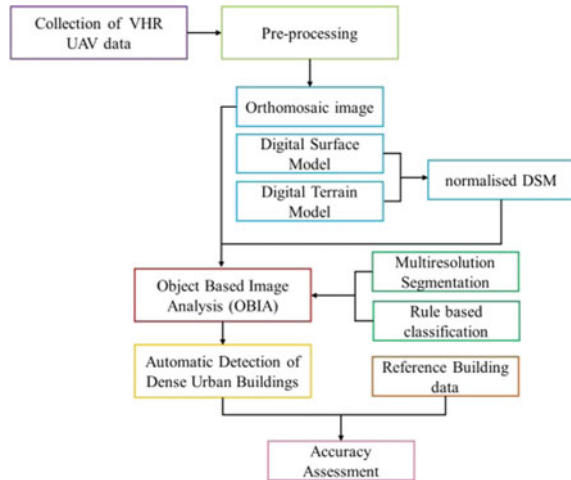 Collection of VHR
UAV data
Pre-processing
Orthomosaic image
Digital Surface
Model
Digital Terrain
Model
normalised DSM
Object Based Image
Analysis (OBIA)
Multiresolution
Segmentation
Rule based
classification
Automatic Detection of
Dense Urban Buildings
Reference Building
data
Accuracy
Assessment